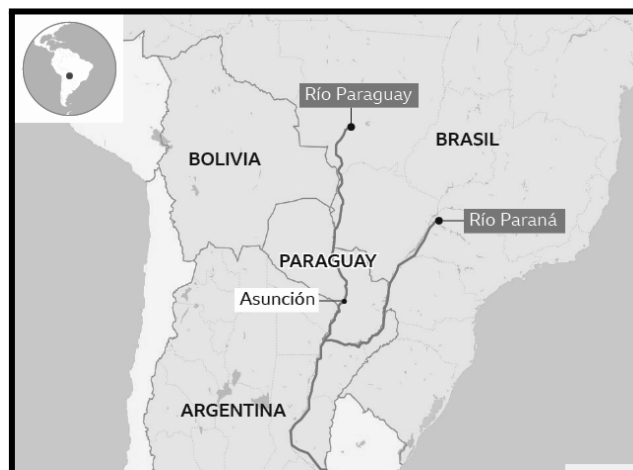 Río Paraguay
BRASIL
BOLIVIA
Río Paraná
PARAGUAY
Asunción
ARGENTINA